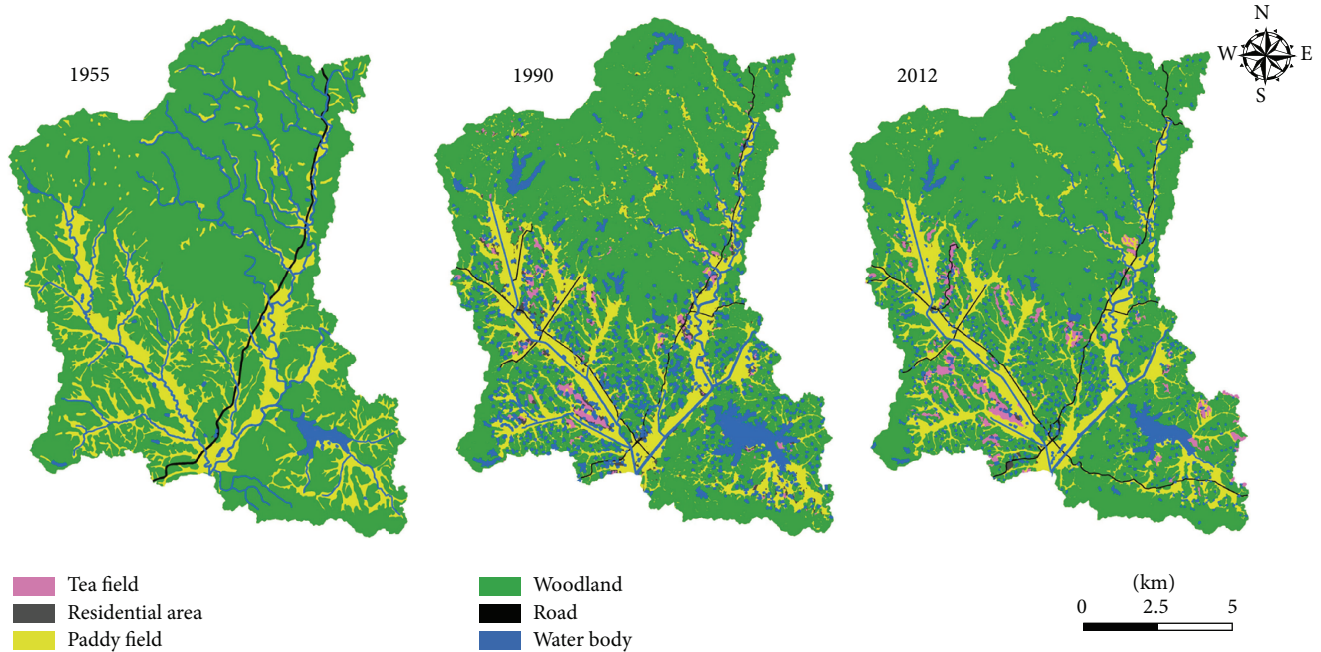 1955
1990
2012
N
W E
S
Tea field
Residential area
Paddy field
Woodland
Road
Water body
(km)
0 2.5 5